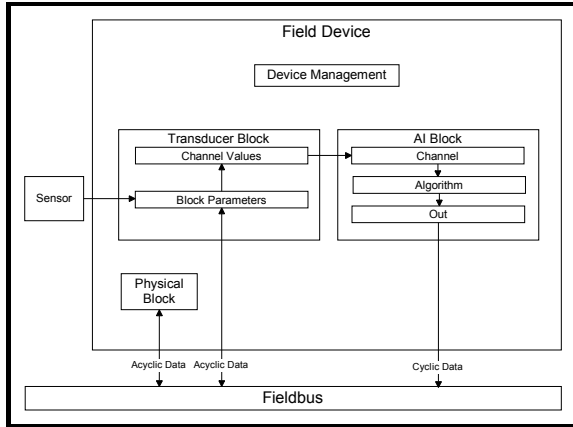 Field Device
Device Management
Transducer Block
AI Block
Channel Values
Channel
Algorithm
Sensor
Block Parameters
Out
Physical
Block
Acyclic Data
Acyclic Data
Cyclic Data
Fieldbus